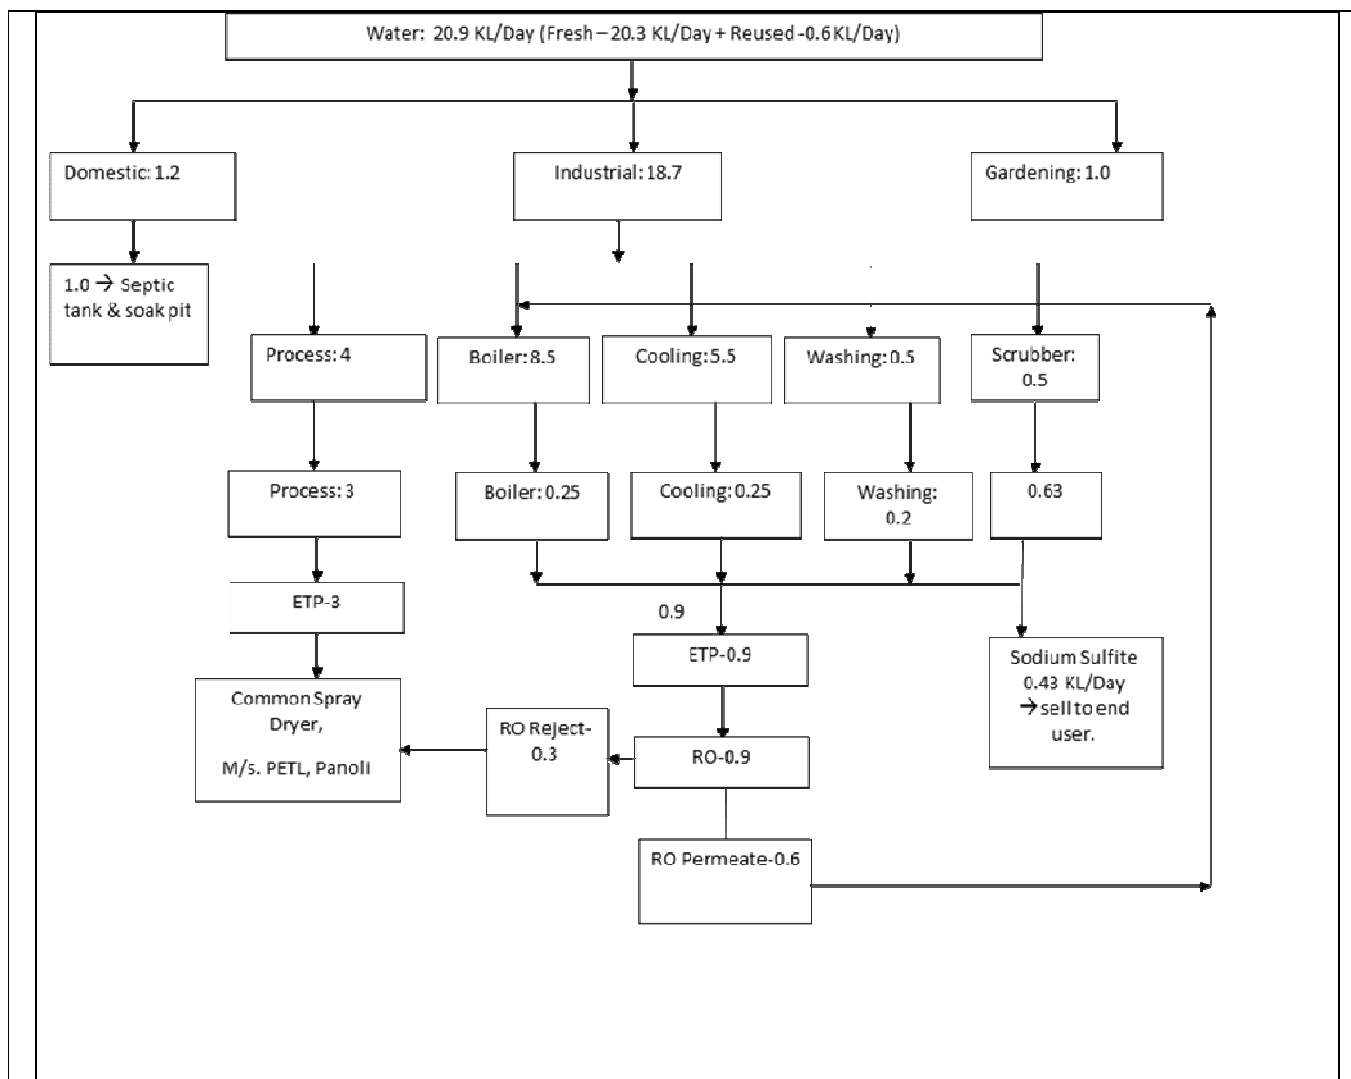 Water: 20.9 KL/Day (Fresh – 20.3 KL/Day + Reused -0.6 KL/Day)
Domestic: 1.2
Industrial: 18.7
Gardening: 1.0
1.0 → Septic
tank & soak pit
Process: 4
Boiler: 8.5
Cooling: 5.5
Washing: 0.5
Scrubber:
0.5
Process: 3
Boiler: 0.25
Cooling: 0.25
Washing:
0.2
0.63
ETP-3
0.9
ETP-0.9
Sodium Sulfite
0.43 KL/Day
→ sell to end
user.
Common Spray
Dryer,
M/s. PETL, Panoli
RO Reject-
0.3
RO-0.9
RO Permeate-0.6